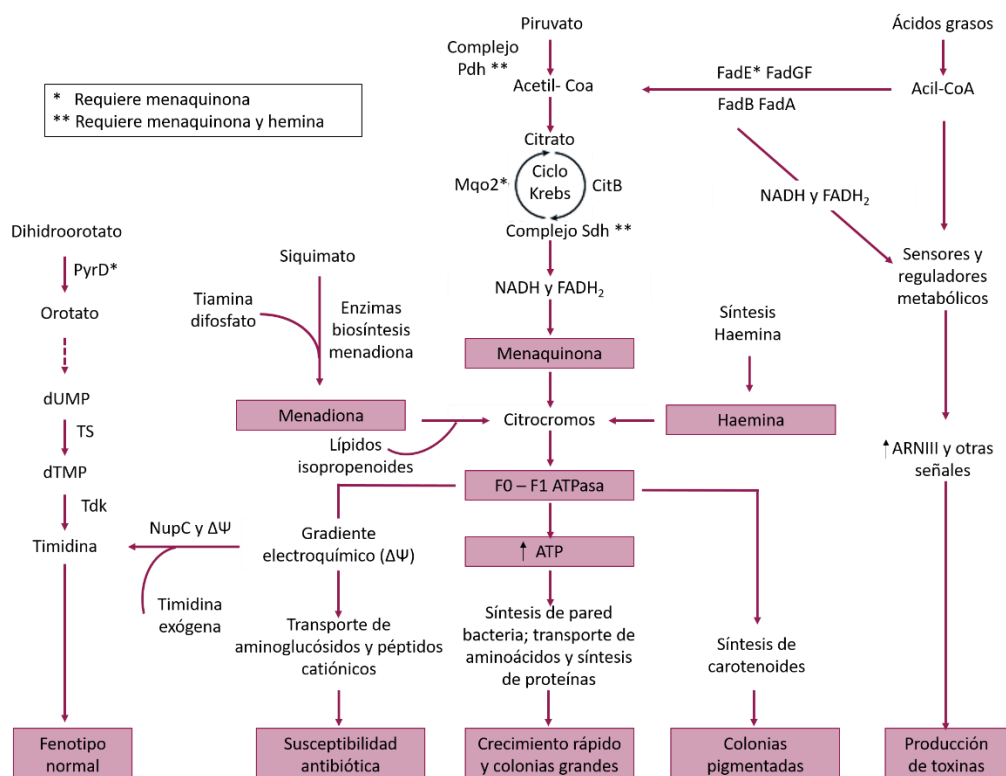 Piruvato
Ácidos grasos
Complejo
Pdh **
FadE* FadGF
Acetil- Coa
Acil-CoA
FadB FadA
* Requiere menaquinona
** Requiere menaquinona y hemina
Citrato
Mqo2*
Ciclo
Krebs
CitB
NADH y FADH₂
Complejo Sdh **
Dihidroorotato
PyrD*
Orotato
dUMP
TS
dTMP
Tdk
Timidina
NupC y ΔΨ
Timidina
exógena
Siquimato
Tiamina
difosfato
Enzimas
biosíntesis
menadiona
Menadiona
Lípidos
isopropenoides
NADH y FADH₂
Menaquinona
Citrocromos
Síntesis
Haemina
Haemina
Sensores y
reguladores
metabólicos
↑ ARNIII y otras
señales
F0 – F1 ATPasa
Gradiente
electroquímico (ΔΨ)
↑ ATP
Transporte de
aminoglucósidos y péptidos
catiónicos
Síntesis de pared
bacteria; transporte de
aminoácidos y síntesis
de proteínas
Síntesis de
carotenoides
Fenotipo
normal
Susceptibilidad
antibiótica
Crecimiento rápido
y colonias grandes
Colonias
pigmentadas
Producción
de toxinas